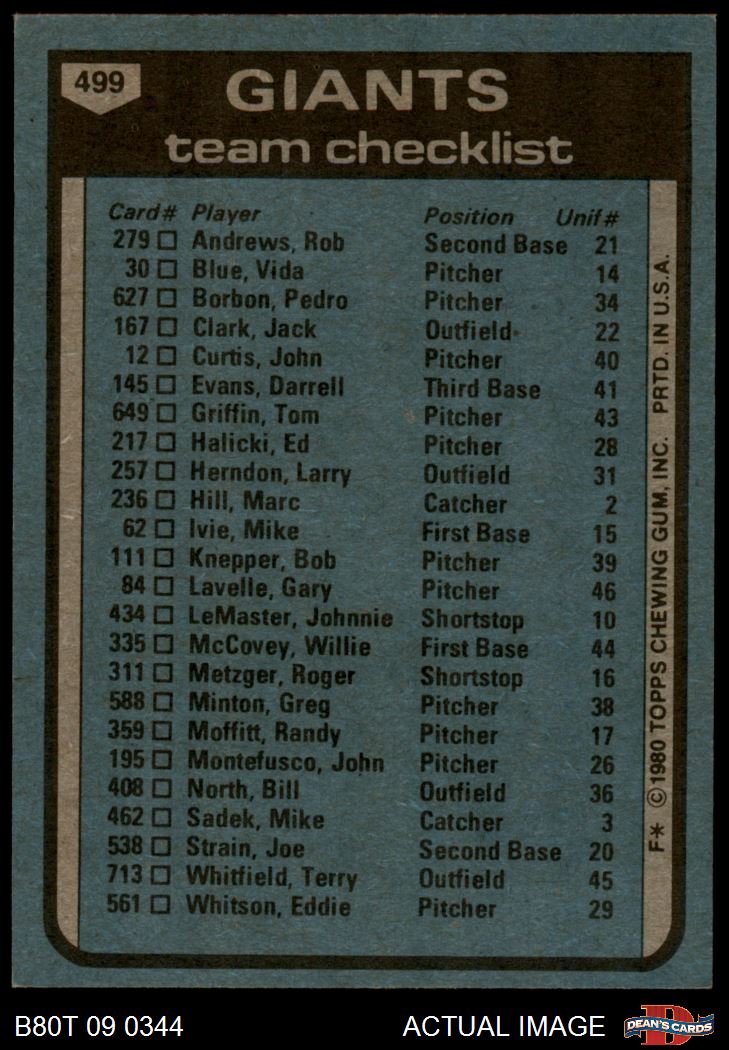 499
GIANTS
team checklist
Card# Player Position Unif#
279 Andrews, Rob Second Base 21
30 Blue, Vida Pitcher 14
627 Borbon, Pedro Pitcher 34
167 Clark, Jack Outfield 22
12 Curtis, John Pitcher 40
145 Evans, Darrell Third Base 41
649 Griffin, Tom Pitcher 43
217 Halicki, Ed Pitcher 28
257 Herndon, Larry Outfield 31
236 Hill, Marc Catcher 2
62 Ivie, Mike First Base 15
111 Knepper, Bob Pitcher 39
84 Lavelle, Gary Pitcher 46
434 LeMaster, Johnnie Shortstop 10
335 McCovey, Willie First Base 44
311 Metzger, Roger Shortstop 16
588 Minton, Greg Pitcher 38
359 Moffitt, Randy Pitcher 17
195 Montefusco, John Pitcher 26
408 North, Bill Outfield 36
462 Sadek, Mike Catcher 3
538 Strain, Joe Second Base 20
713 Whitfield, Terry Outfield 45
561 Whitson, Eddie Pitcher 29
F* © 1980 TOPPS CHEWING GUM, INC. PRTD. IN U.S.A.
B80T 09 0344 ACTUAL IMAGE
DEAN'S CARDS